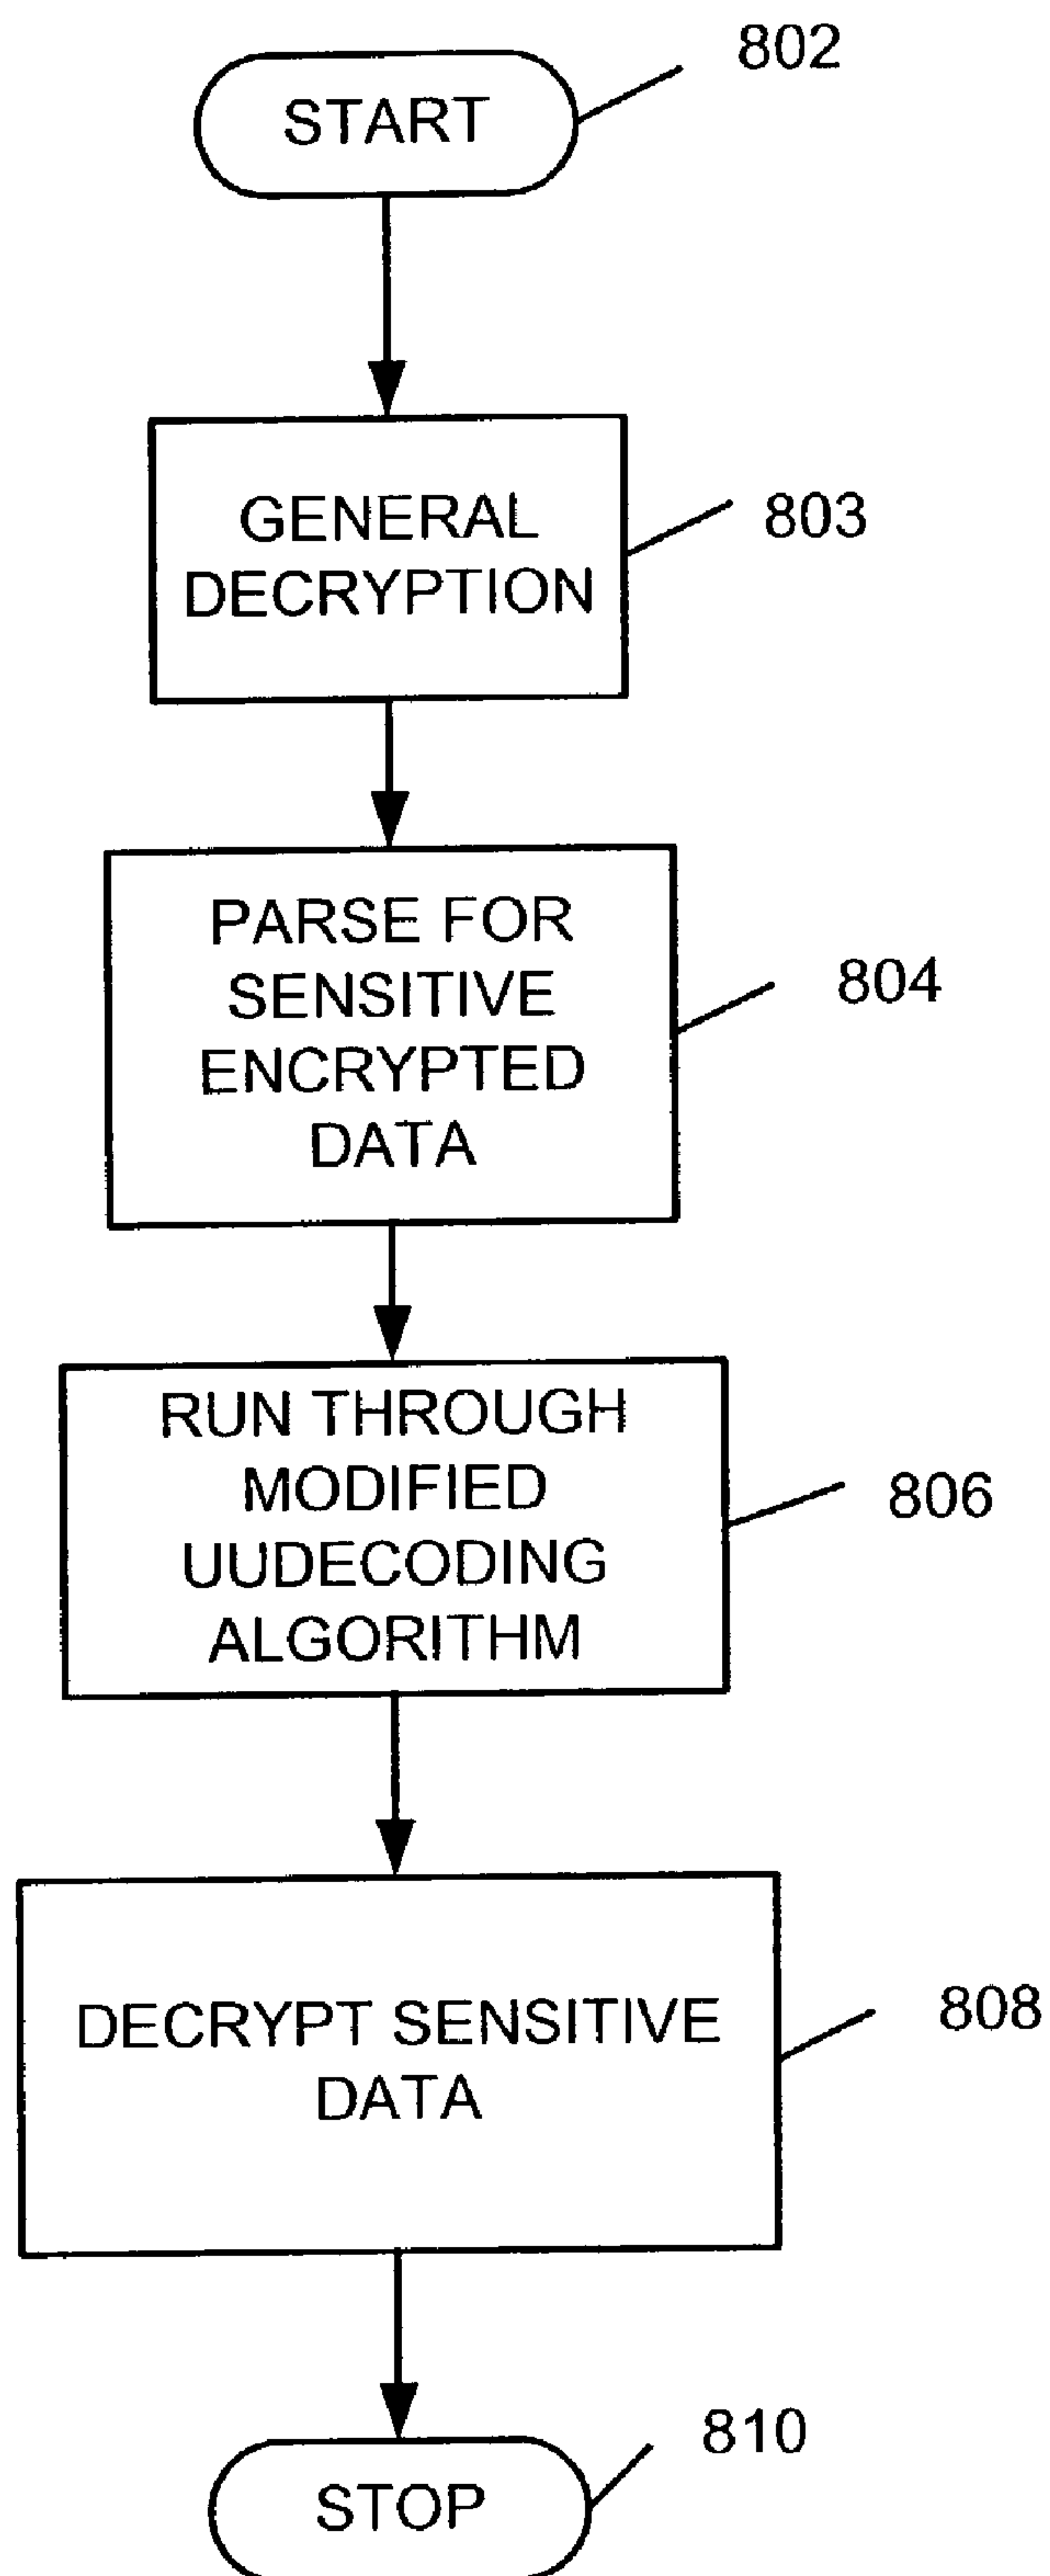 802
START
GENERAL
DECRYPTION
803
PARSE FOR
SENSITIVE
ENCRYPTED
DATA
804
RUN THROUGH
MODIFIED
UUDECODING
ALGORITHM
806
DECRYPT SENSITIVE
DATA
808
810
STOP